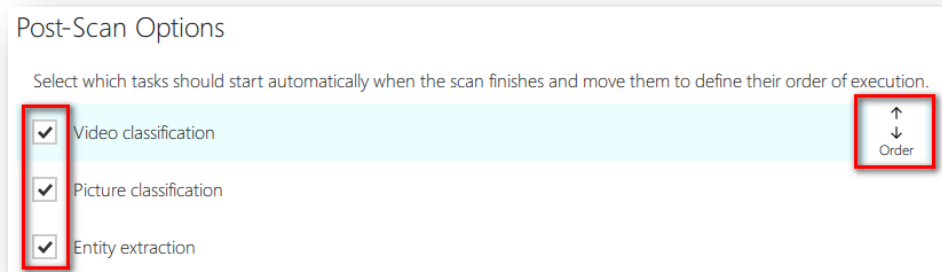 Post-Scan Options
Select which tasks should start automatically when the scan finishes and move them to define their order of execution.
Video classification
Order
Picture classification
Entity extraction